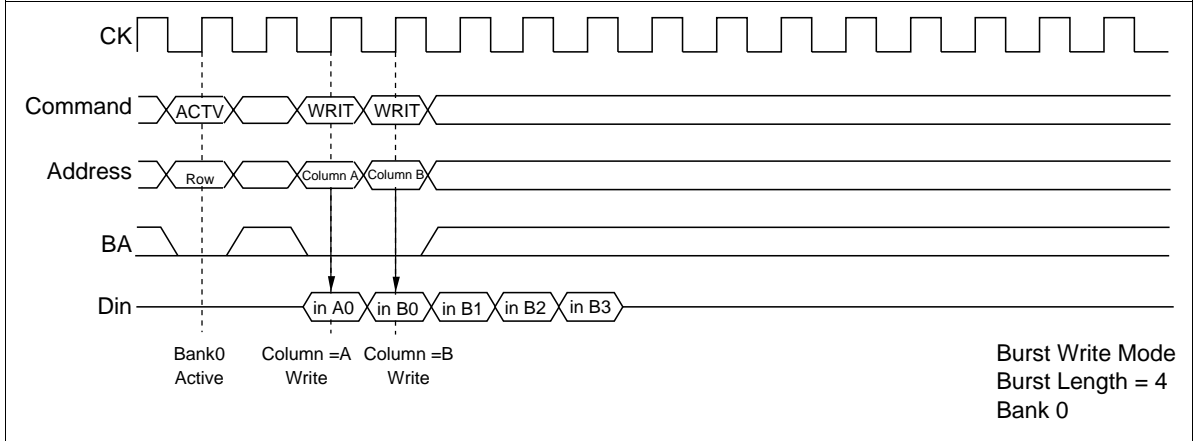 CK
Command ACTV WRIT WRIT
Address Row Column A Column B
BA
Din in A0 in B0 in B1 in B2 in B3
Bank0 Column =A Column =B
Active Write Write
Burst Write Mode
Burst Length = 4
Bank 0